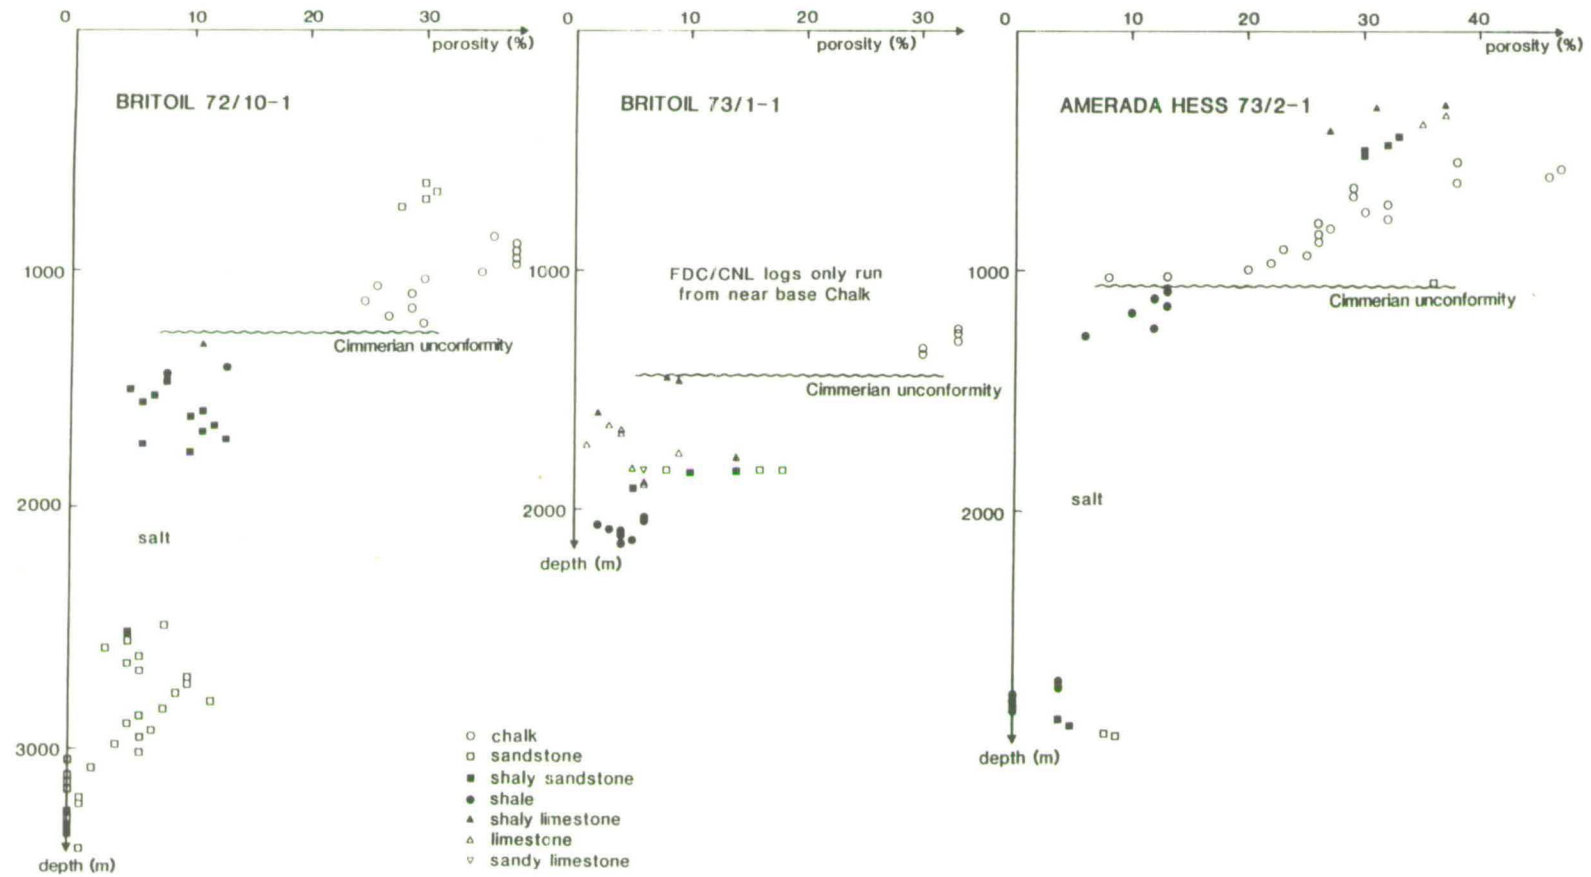 0 10 20 30
porosity (%)
BRITOIL 72/10-1
1000
Cimmerian unconformity
2000
salt
3000
depth (m)
0 10 20 30
porosity (%)
BRITOIL 73/1-1
1000
FDC/CNL logs only run
from near base Chalk
Cimmerian unconformity
2000
depth (m)
0 10 20 30 40
porosity (%)
AMERADA HESS 73/2-1
1000
Cimmerian unconformity
2000
salt
depth (m)
chalk
sandstone
shaly sandstone
shale
shaly limestone
limestone
sandy limestone